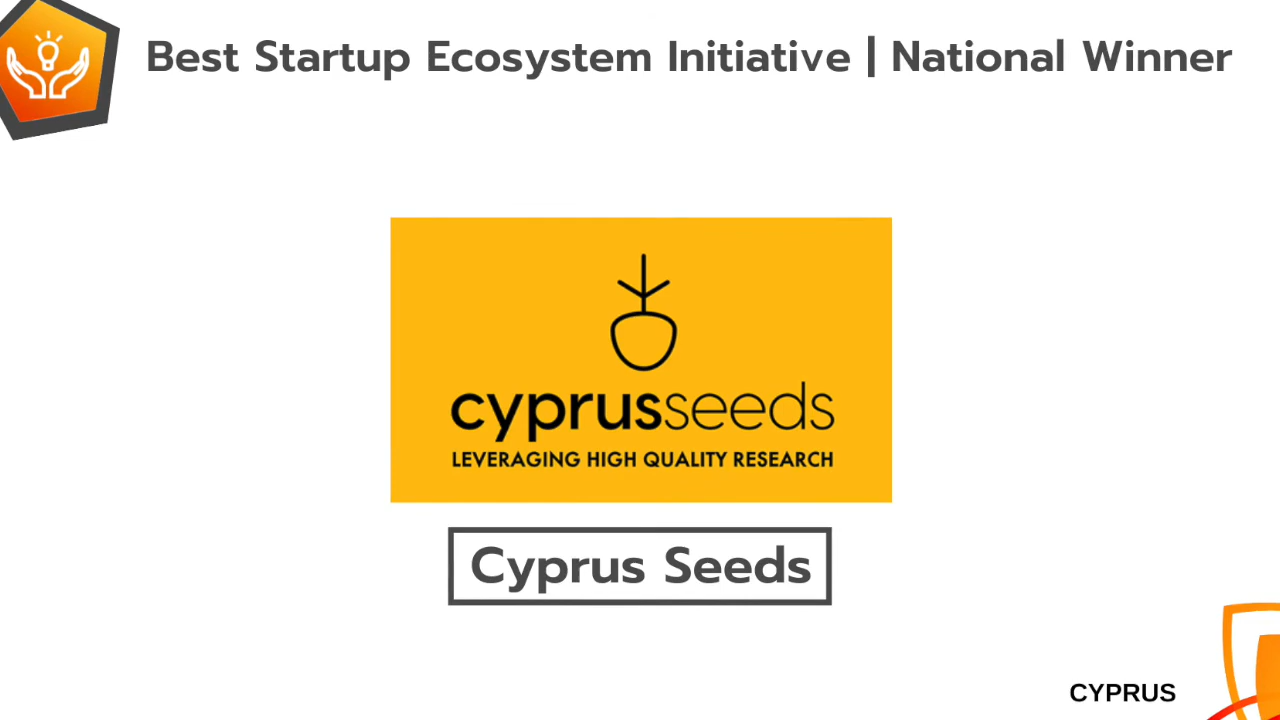 Best Startup Ecosystem Initiative | National Winner
cyprusseeds
LEVERAGING HIGH QUALITY RESEARCH
Cyprus Seeds
CYPRUS